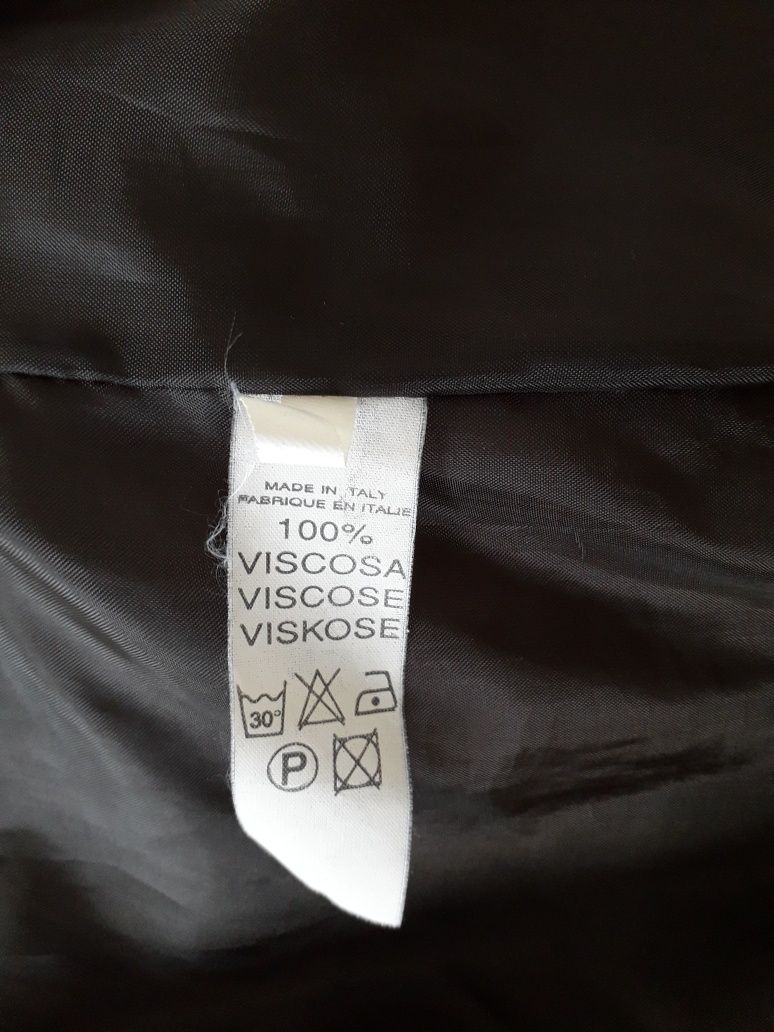 MADE IN ITALY
FABRIQUE EN ITALIE
100%
VISCOSA
VISCOSE
VISKOSE
30°
P